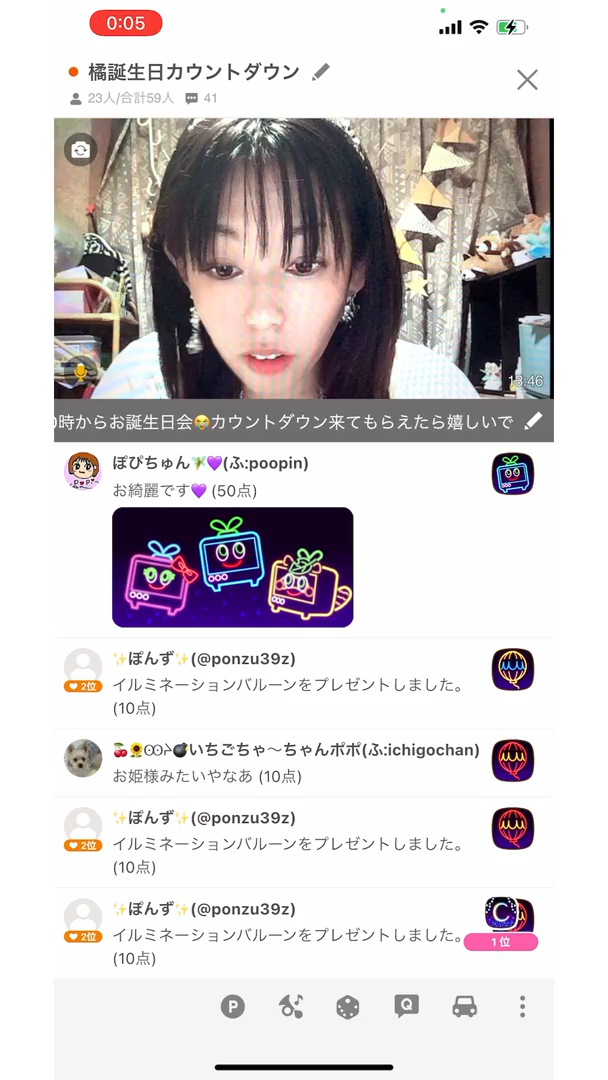 0:05
橘誕生日カウントダウン
23人/合計59人 41
13:46
時からお誕生日会😭カウントダウン来てもらえたら嬉しいで
ぽぴちゅん🧚💜(ふ:poopin)
お綺麗です💜 (50点)
✨ぽんず✨(@ponzu39z)
2位
イルミネーションバルーンをプレゼントしました。
(10点)
いちごちゃ〜ちゃんポポ(ふ:ichigochan)
お姫様みたいやなあ (10点)
✨ぽんず✨(@ponzu39z)
2位
イルミネーションバルーンをプレゼントしました。
(10点)
✨ぽんず✨(@ponzu39z)
C
2位
イルミネーションバルーンをプレゼントしました。
1位
(10点)
P
Q